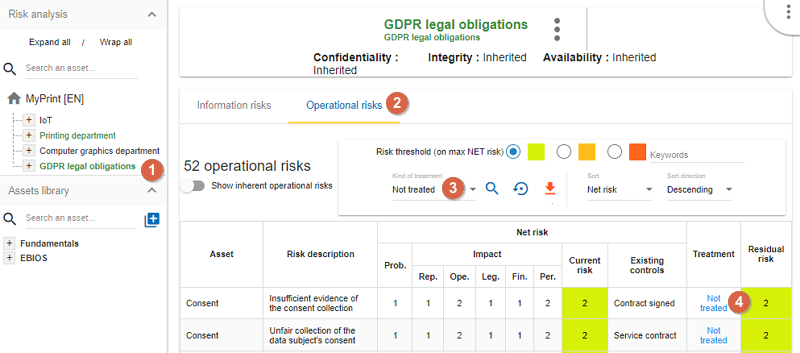 Risk analysis
Expand all / Wrap all
Search an asset...
MyPrint [EN]
+ IoT
+ Printing department
+ Computer graphics department
+ GDPR legal obligations
1
Assets library
Search an asset...
+ Fundamentals
+ EBIOS
GDPR legal obligations
GDPR legal obligations
Confidentiality : Inherited
Integrity : Inherited
Availability : Inherited
Information risks
Operational risks
2
52 operational risks
Show inherent operational risks
Risk threshold (on max NET risk)
Keywords
Kind of treatment
Not treated
3
Sort
Net risk
Sort direction
Descending
Asset
Risk description
Net risk
Prob.
Impact
Rep. Ope. Leg. Fin. Per.
Current risk
Existing controls
Treatment
Residual risk
Consent
Insufficient evidence of
the consent collection
1 1 2 1 1 2 2
Contract signed
Not treated
4
2
Consent
Unfair collection of the
data subject's consent
1 1 2 1 1 2 2
Service contract
Not treated
2